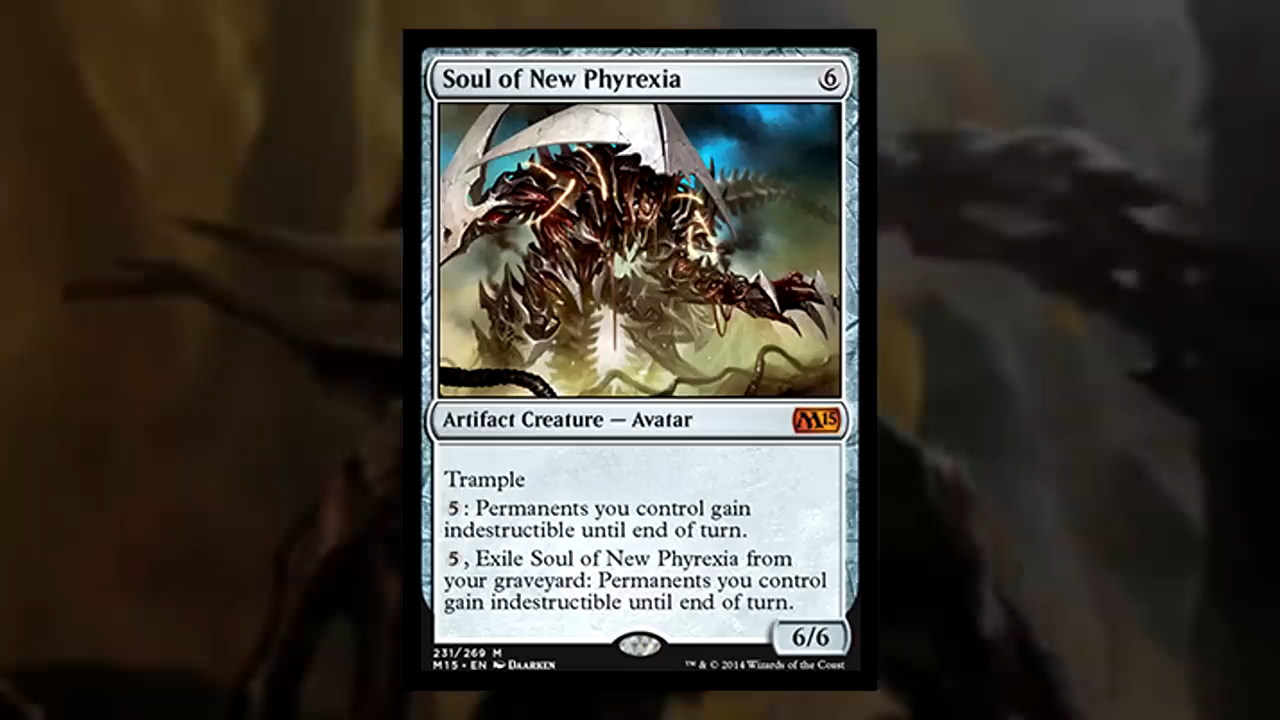 Soul of New Phyrexia 6
Artifact Creature — Avatar M15
Trample
5: Permanents you control gain
indestructible until end of turn.
5, Exile Soul of New Phyrexia from
your graveyard: Permanents you control
gain indestructible until end of turn.
6/6
231/269 M
M15 • EN DAARKEN ™ & © 2014 Wizards of the Coast